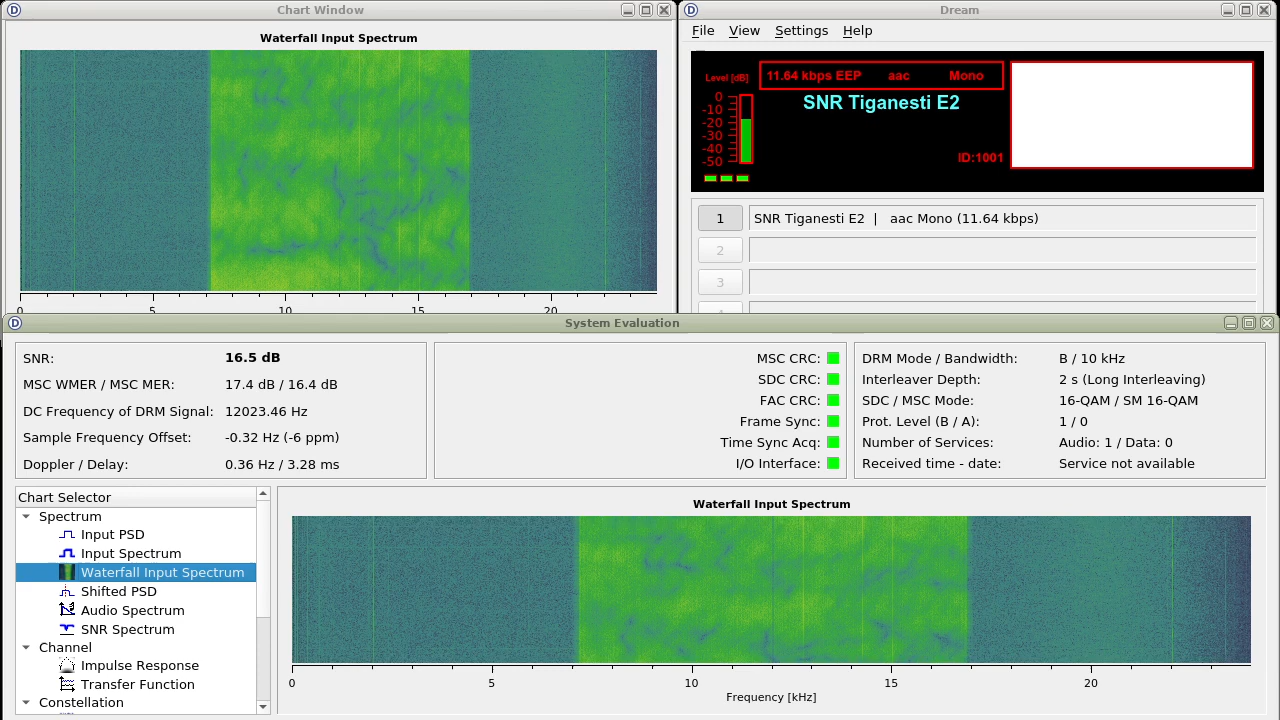 Chart Window
Waterfall Input Spectrum
0 5 10 15 20
Dream
File View Settings Help
Level [dB]
0
-10
-20
-30
-40
-50
11.64 kbps EEP aac Mono
SNR Tiganesti E2
ID:1001
1 SNR Tiganesti E2 | aac Mono (11.64 kbps)
2
3
System Evaluation
SNR: 16.5 dB
MSC WMER / MSC MER: 17.4 dB / 16.4 dB
DC Frequency of DRM Signal: 12023.46 Hz
Sample Frequency Offset: -0.32 Hz (-6 ppm)
Doppler / Delay: 0.36 Hz / 3.28 ms
MSC CRC:
SDC CRC:
FAC CRC:
Frame Sync:
Time Sync Acq:
I/O Interface:
DRM Mode / Bandwidth: B / 10 kHz
Interleaver Depth: 2 s (Long Interleaving)
SDC / MSC Mode: 16-QAM / SM 16-QAM
Prot. Level (B / A): 1 / 0
Number of Services: Audio: 1 / Data: 0
Received time - date: Service not available
Chart Selector
Spectrum
Input PSD
Input Spectrum
Waterfall Input Spectrum
Shifted PSD
Audio Spectrum
SNR Spectrum
Channel
Impulse Response
Transfer Function
Constellation
Waterfall Input Spectrum
0 5 10 15 20
Frequency [kHz]